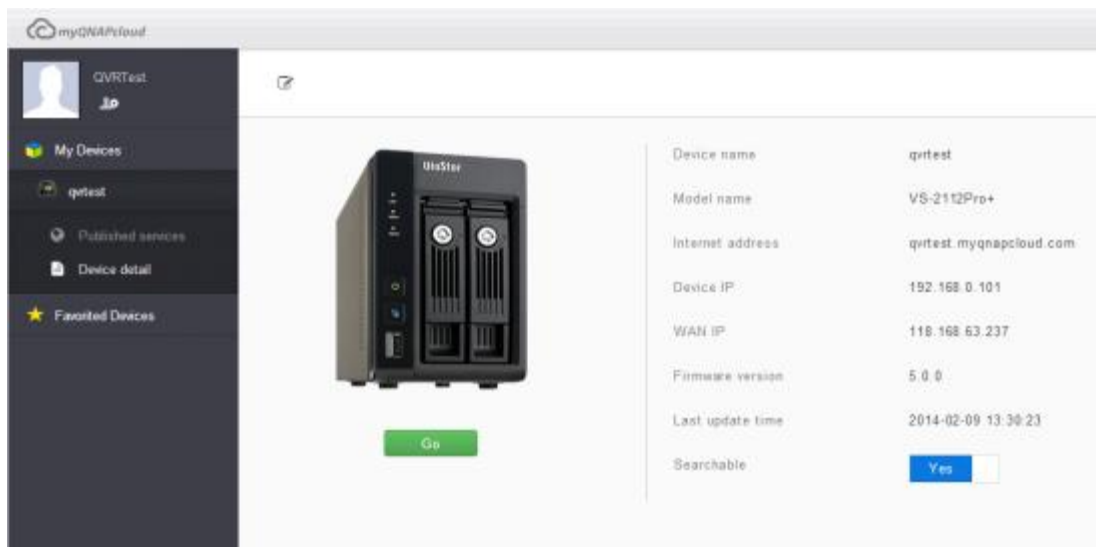 myQNAPcloud
QVRTest
My Devices
qvrtest
Published services
Device detail
Favorited Devices
VioStor
Go
Device name qvrtest
Model name VS-2112Pro+
Internet address qvrtest.myqnapcloud.com
Device IP 192.168.0.101
WAN IP 118.168.63.237
Firmware version 5.0.0
Last update time 2014-02-09 13:30:23
Searchable Yes